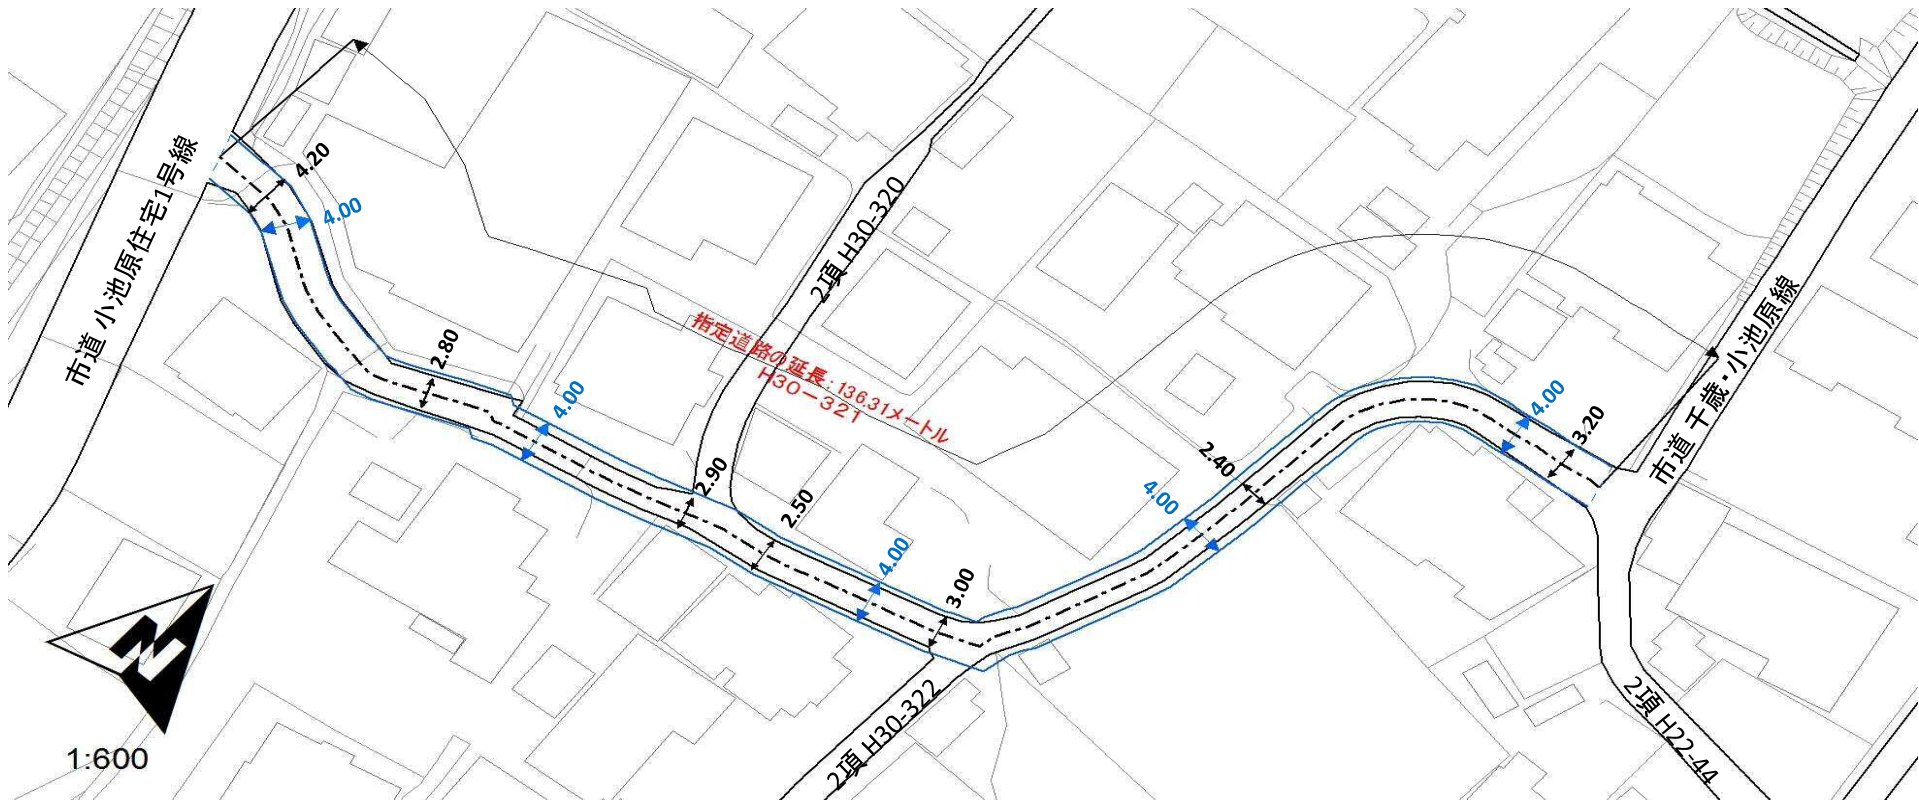 市道 小池原住宅1号線
4.20
4.00
2.80
4.00
2項 H30-320
指定道路の延長：136.31メートル
H30－321
2.90
2.50
4.00
3.00
2項 H30-322
4.00
2.40
4.00
3.20
市道 千歳・小池原線
2項 H22-44
N
1:600